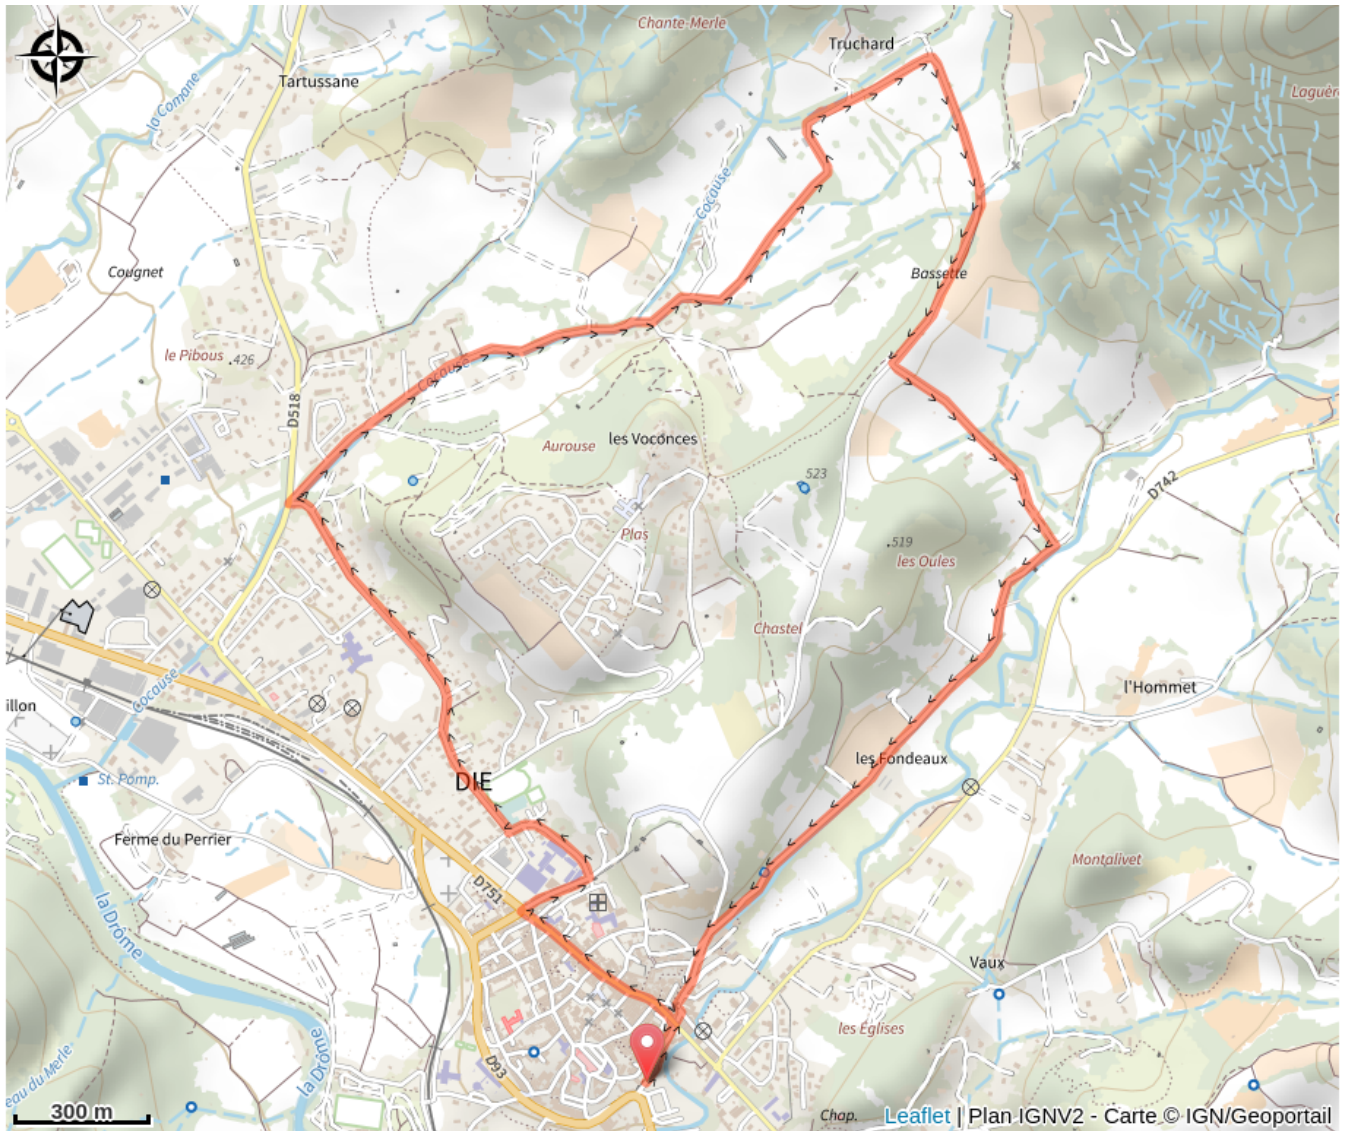 Chante-Merle
Truchard
Tartussane
la Comane
Laguér
Cocause
Cougnet
Bassette
le Pibous
.426
Cocause
D518
les Voconces
Aurouse
523
D742
Plas
.519
les Oules
Chastel
l'Hommet
illon
Cocause
les Fondeaux
St. Pomp.
DIE
Ferme du Perrier
Montalivet
D751
la Drôme
Vaux
les Églises
la Drôme
D93
eau du Merle
300 m
Chap.
Leaflet | Plan IGNV2 - Carte © IGN/Geoportail